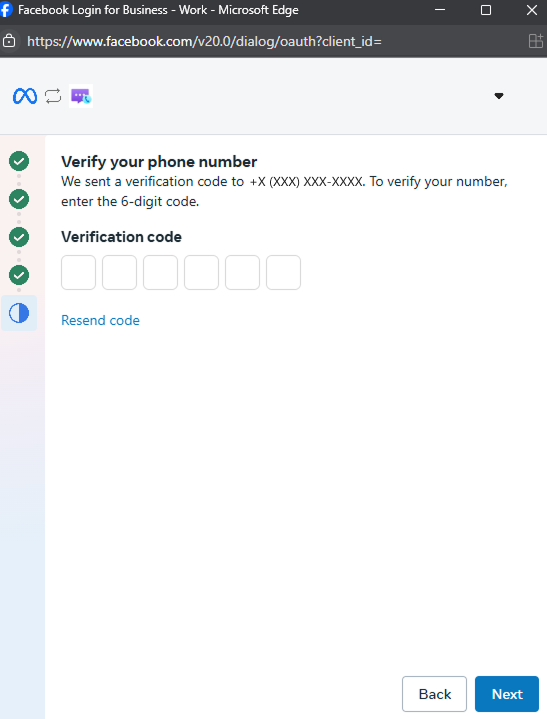 Facebook Login for Business - Work - Microsoft Edge
https://www.facebook.com/v20.0/dialog/oauth?client_id=
Verify your phone number
We sent a verification code to +X (XXX) XXX-XXXX. To verify your number,
enter the 6-digit code.
Verification code
Resend code
Back
Next